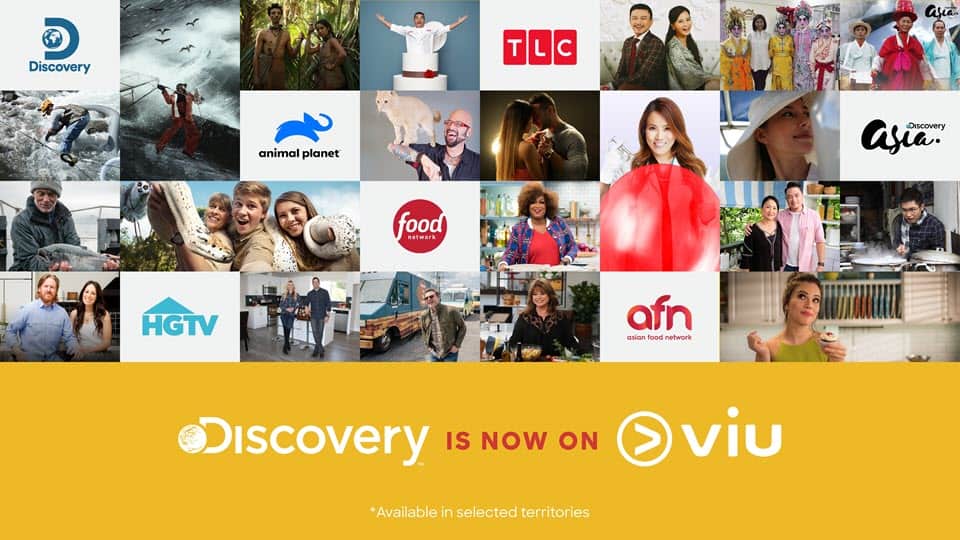 Discovery
TLC
Asia
animal planet
Discovery
asia.
food
network
HGTV
afn
asian food network
Discovery IS NOW ON viu
*Available in selected territories